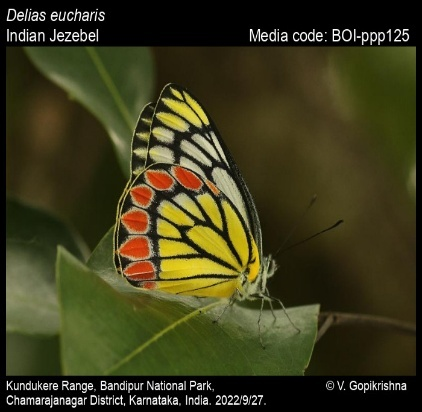 Delias eucharis
Indian Jezebel Media code: BOI-ppp125
Kundukere Range, Bandipur National Park,
Chamarajanagar District, Karnataka, India. 2022/9/27.
© V. Gopikrishna